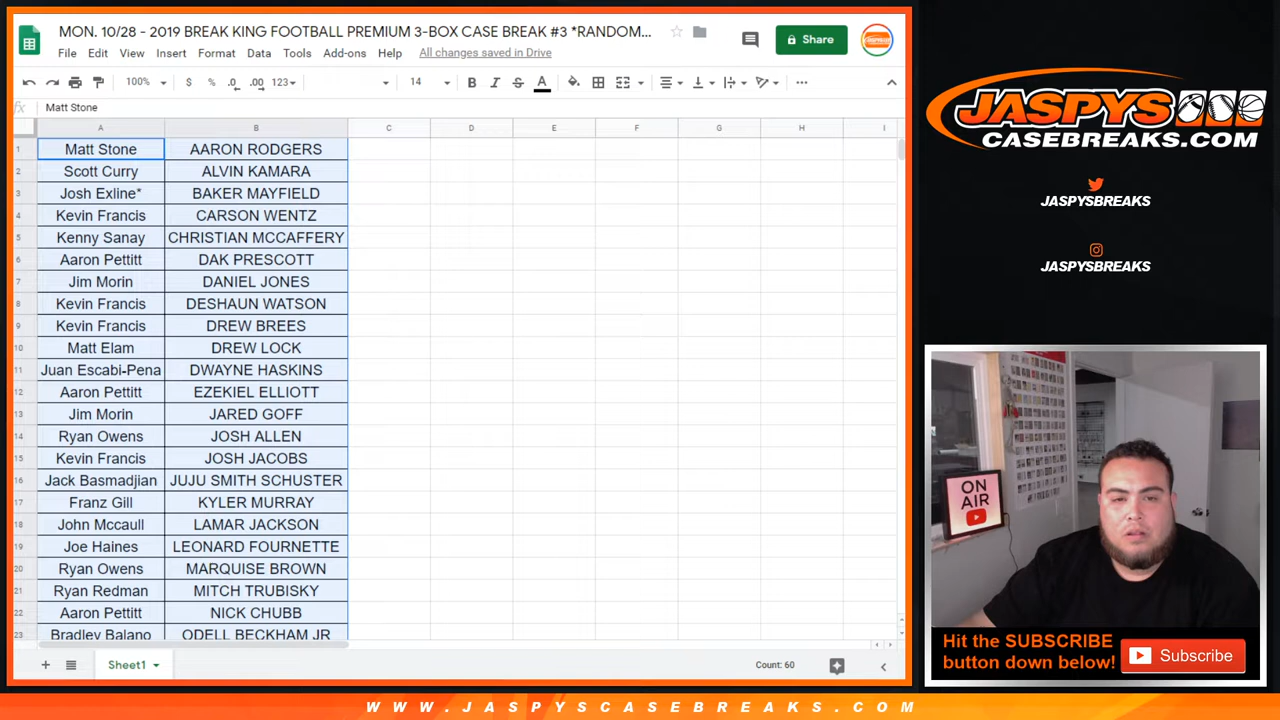 MON. 10/28 - 2019 BREAK KING FOOTBALL PREMIUM 3-BOX CASE BREAK #3 *RANDOM...
Share
File Edit View Insert Format Data Tools Add-ons Help All changes saved in Drive
100% $ % .0 .00 123 14 B I S A ...
fx Matt Stone
A B C D E F G H I
1 Matt Stone AARON RODGERS
2 Scott Curry ALVIN KAMARA
3 Josh Exline* BAKER MAYFIELD
4 Kevin Francis CARSON WENTZ
5 Kenny Sanay CHRISTIAN MCCAFFERY
6 Aaron Pettitt DAK PRESCOTT
7 Jim Morin DANIEL JONES
8 Kevin Francis DESHAUN WATSON
9 Kevin Francis DREW BREES
10 Matt Elam DREW LOCK
11 Juan Escabi-Pena DWAYNE HASKINS
12 Aaron Pettitt EZEKIEL ELLIOTT
13 Jim Morin JARED GOFF
14 Ryan Owens JOSH ALLEN
15 Kevin Francis JOSH JACOBS
16 Jack Basmadjian JUJU SMITH SCHUSTER
17 Franz Gill KYLER MURRAY
18 John Mccaull LAMAR JACKSON
19 Joe Haines LEONARD FOURNETTE
20 Ryan Owens MARQUISE BROWN
21 Ryan Redman MITCH TRUBISKY
22 Aaron Pettitt NICK CHUBB
23 Bradley Balano ODELL BECKHAM JR
Sheet1 Count: 60
JASPYS
CASEBREAKS.COM
JASPYSBREAKS
JASPYSBREAKS
ON
AIR
Hit the SUBSCRIBE
button down below!
Subscribe
WWW.JASPYSCASEBREAKS.COM